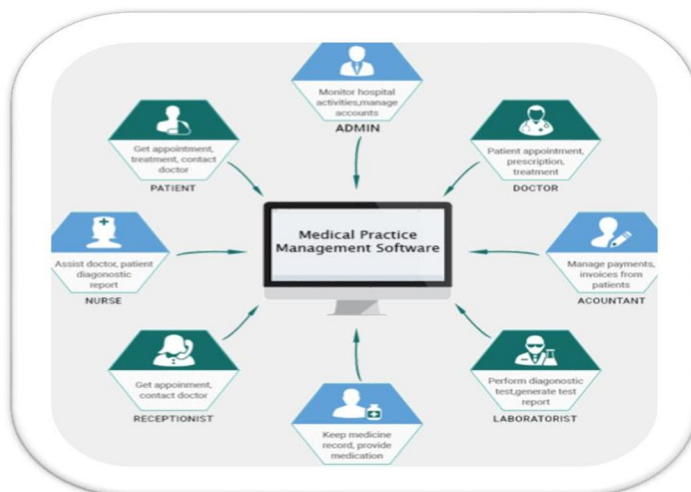 Monitor hospital
activities,manage
accounts
ADMIN
Get appointment,
treatment, contact
doctor
PATIENT
Patient appointment,
prescription,
treatment
DOCTOR
Medical Practice
Management Software
Assist doctor, patient
diagnostic
report
NURSE
Manage payments,
invoices from
patients
ACOUNTANT
Get appoinment,
contact doctor
RECEPTIONIST
Perform diagonostic
test,generate test
report
LABORATORIST
Keep medicine
record, provide
medication